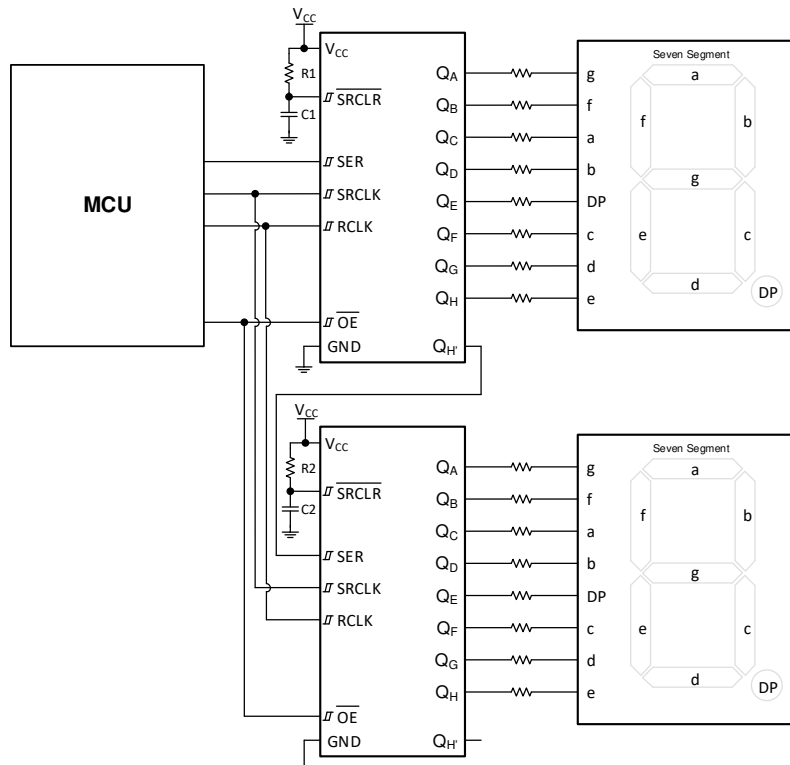 MCU
V̅CC
VCC
R1
SRCLR
C1
SER
SRCLK
RCLK
OE
GND
QA
QB
QC
QD
QE
QF
QG
QH
QH'
g
f
a
b
DP
c
d
e
Seven Segment
a
f
b
g
e
c
d
DP
VCC
VCC
R2
SRCLR
C2
SER
SRCLK
RCLK
OE
GND
QA
QB
QC
QD
QE
QF
QG
QH
QH'
g
f
a
b
DP
c
d
e
Seven Segment
a
f
b
g
e
c
d
DP